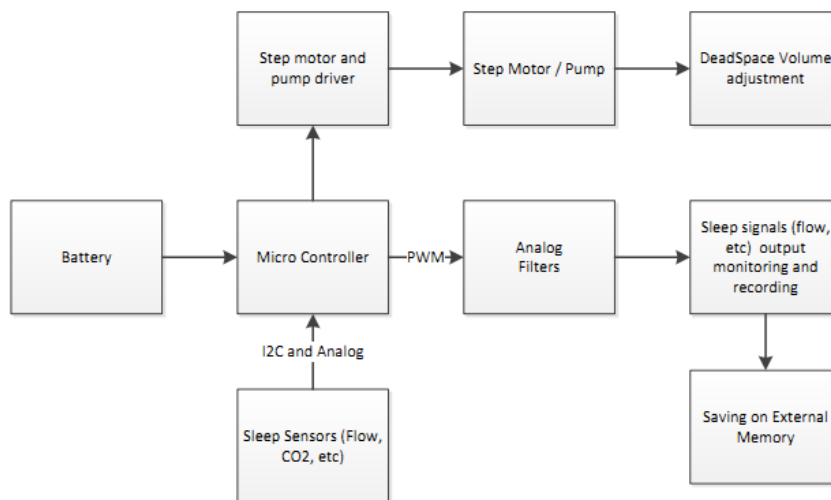 Step motor and
pump driver
Step Motor / Pump
DeadSpace Volume
adjustment
Battery
Micro Controller
PWM
Analog
Filters
Sleep signals (flow,
etc) output
monitoring and
recording
I2C and Analog
Sleep Sensors (Flow,
CO2, etc)
Saving on External
Memory